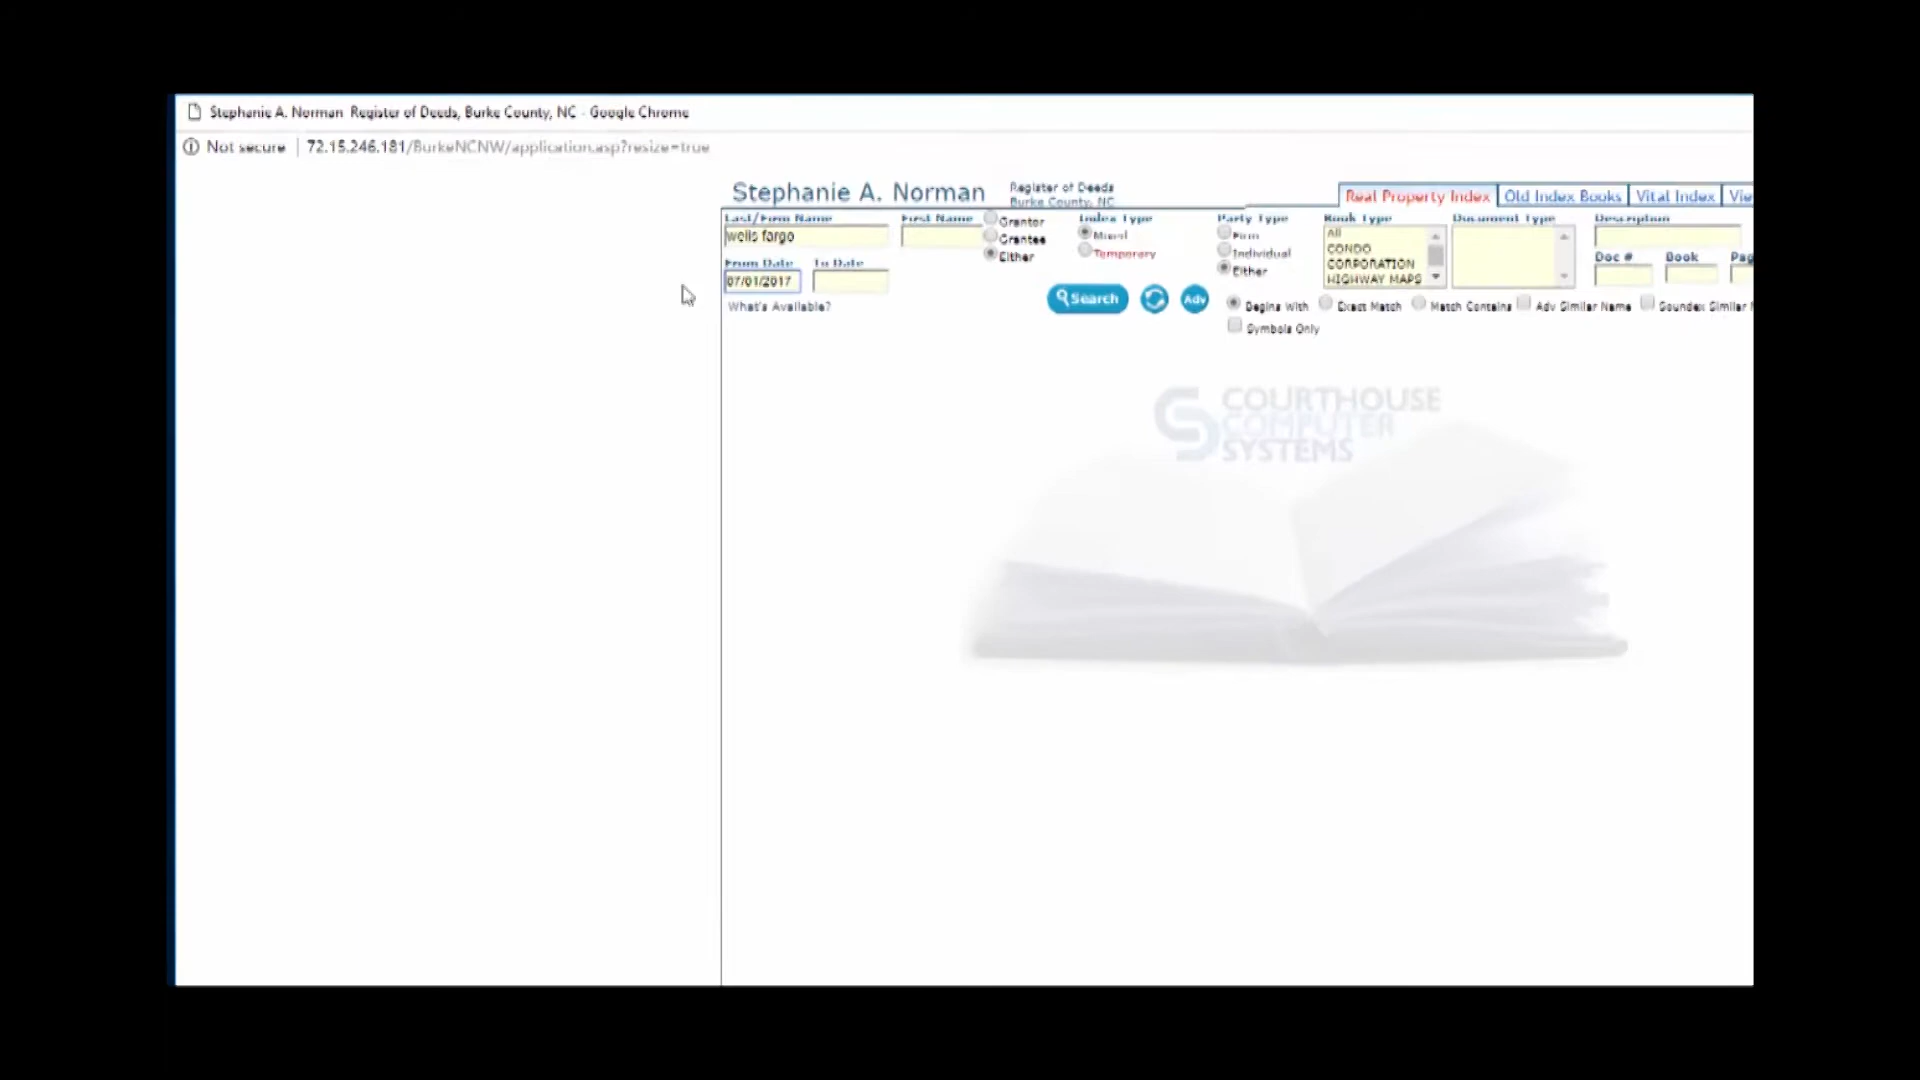 Stephanie A. Norman Register of Deeds, Burke County, NC - Google Chrome
Not secure 72.15.246.181/BurkeNCNW/application.asp?resize=true
Stephanie A. Norman
Register of Deeds
Burke County, NC
Real Property Index Old Index Books Vital Index Vie
Last/Firm Name First Name Grantor Index Type Party Type Book Type Document Type Description
wells fargo Grantee Mixed Firm All
Either Temporary Individual CONDO
From Date To Date Either CORPORATION Doc # Book Pag
07/01/2017 HIGHWAY MAPS
What's Available? Search Adv Begins With Exact Match Match Contains Adv Similar Name Soundex Similar
Symbols Only
COURTHOUSE
COMPUTER
SYSTEMS